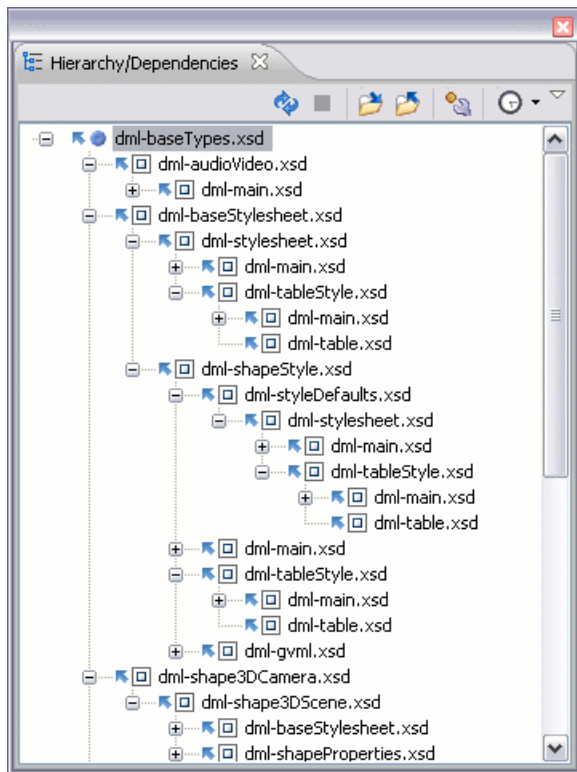 Hierarchy/Dependencies
dml-baseTypes.xsd
dml-audioVideo.xsd
dml-main.xsd
dml-baseStylesheet.xsd
dml-stylesheet.xsd
dml-main.xsd
dml-tableStyle.xsd
dml-main.xsd
dml-table.xsd
dml-shapeStyle.xsd
dml-styleDefaults.xsd
dml-stylesheet.xsd
dml-main.xsd
dml-tableStyle.xsd
dml-main.xsd
dml-table.xsd
dml-main.xsd
dml-tableStyle.xsd
dml-main.xsd
dml-table.xsd
dml-gvml.xsd
dml-shape3DCamera.xsd
dml-shape3DScene.xsd
dml-baseStylesheet.xsd
dml-shapeProperties.xsd